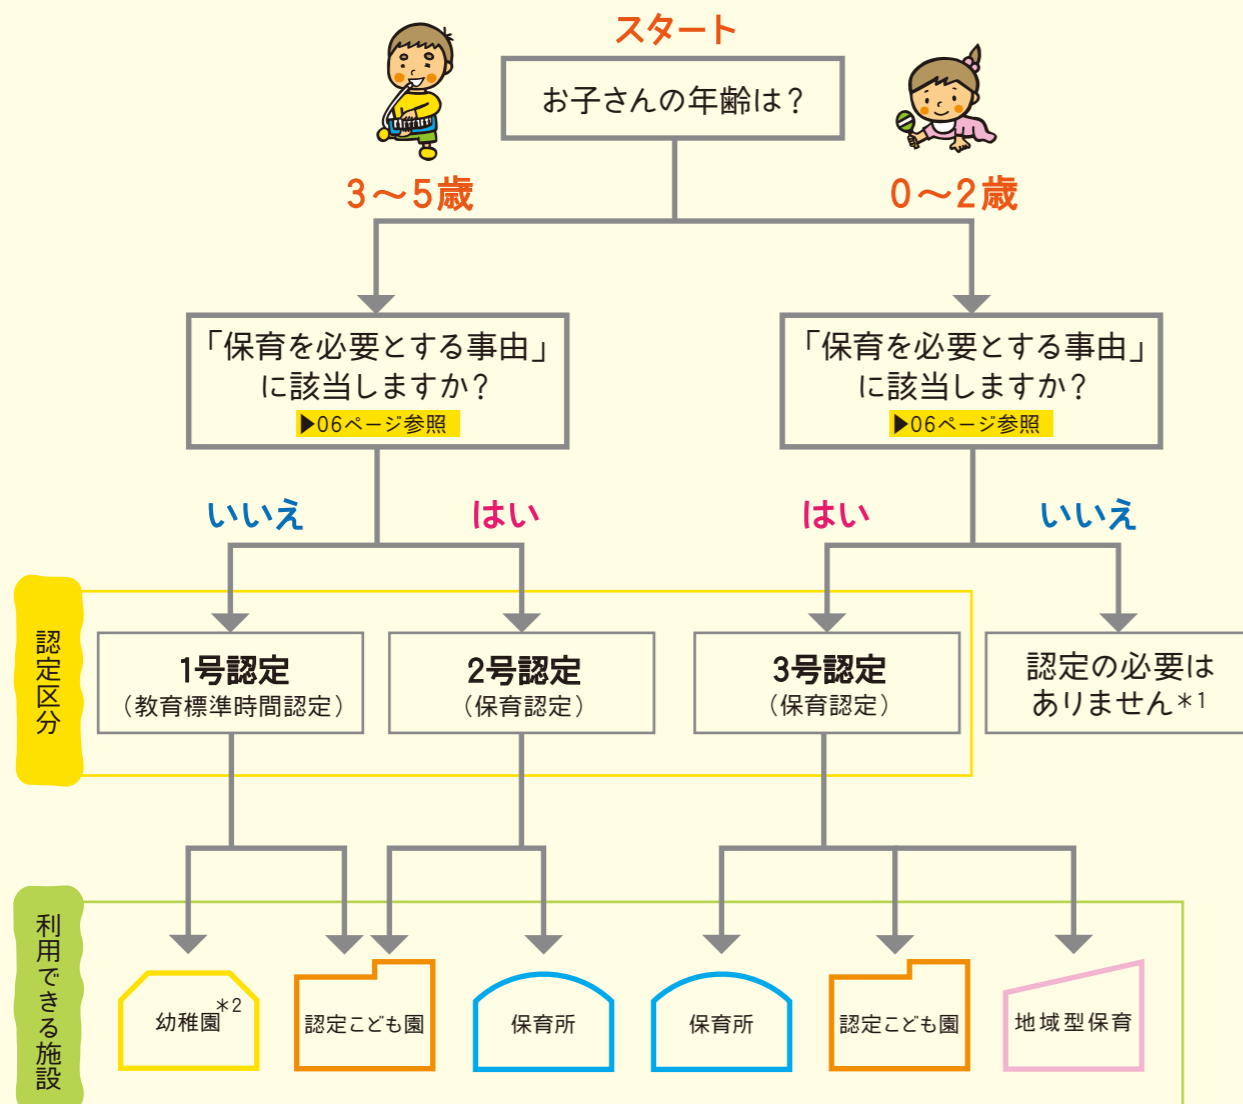 スタート
お子さんの年齢は？
3～5歳
0～2歳
「保育を必要とする事由」
に該当しますか？
▶06ページ参照
「保育を必要とする事由」
に該当しますか？
▶06ページ参照
いいえ
はい
はい
いいえ
認定区分
1号認定
（教育標準時間認定）
2号認定
（保育認定）
3号認定
（保育認定）
認定の必要は
ありません*1
利用できる施設
幼稚園*2
認定こども園
保育所
保育所
認定こども園
地域型保育